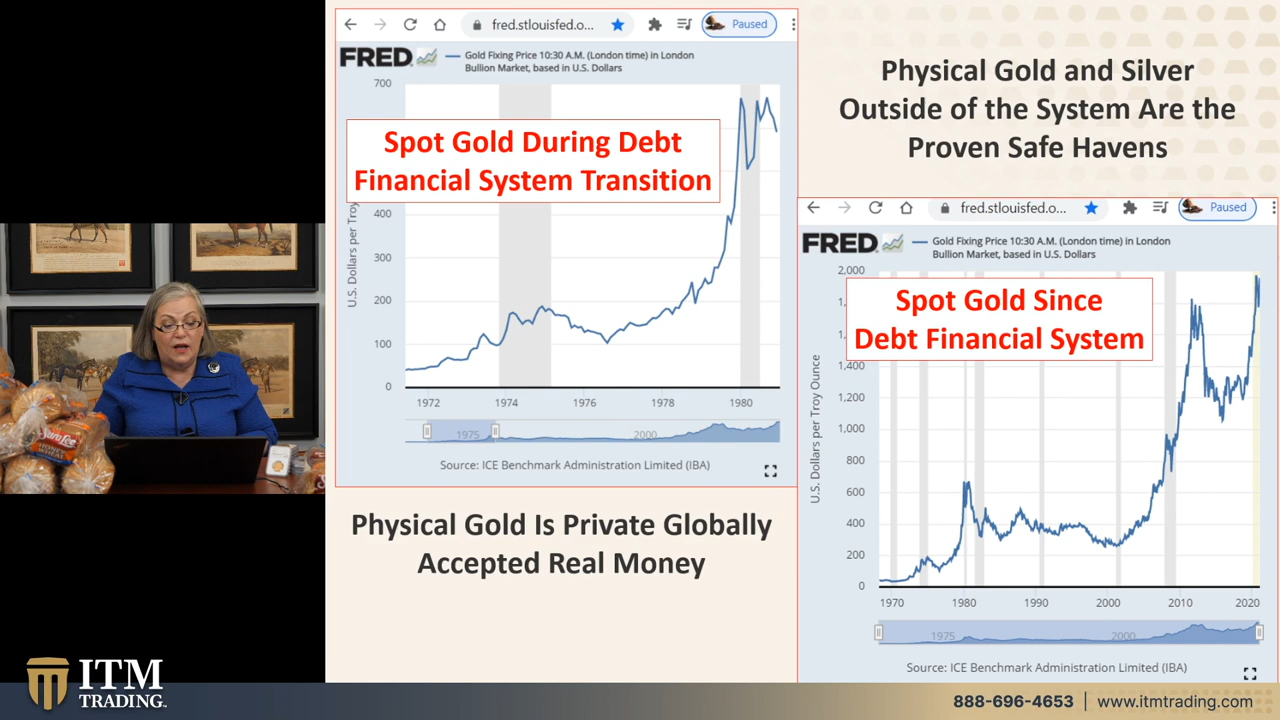 fred.stlouisfed.o...
Paused
FRED
Gold Fixing Price 10:30 A.M. (London time) in London
Bullion Market, based in U.S. Dollars
700
Spot Gold During Debt
Financial System Transition
400
300
200
100
0
U.S. Dollars per Troy
1972
1974
1976
1978
1980
1975
2000
Source: ICE Benchmark Administration Limited (IBA)
Physical Gold Is Private Globally
Accepted Real Money
Physical Gold and Silver
Outside of the System Are the
Proven Safe Havens
fred.stlouisfed.o...
Paused
FRED
Gold Fixing Price 10:30 A.M. (London time) in London
Bullion Market, based in U.S. Dollars
2,000
Spot Gold Since
Debt Financial System
1,400
1,200
1,000
800
600
400
200
0
U.S. Dollars per Troy Ounce
1970
1980
1990
2000
2010
2020
1975
2000
Source: ICE Benchmark Administration Limited (IBA)
Sara Lee
HONEY
WHEAT
ITM
TRADING
888-696-4653 | www.itmtrading.com